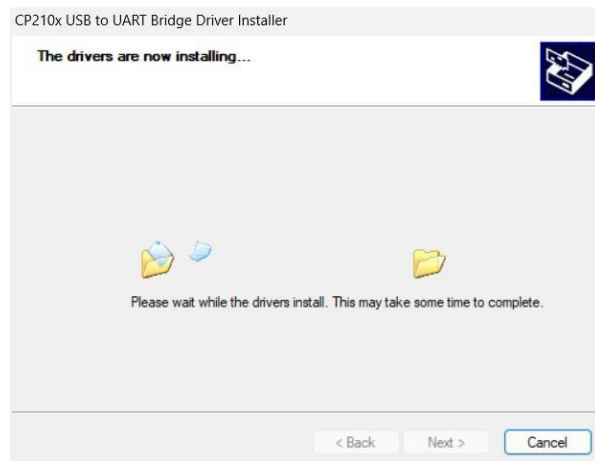 CP210x USB to UART Bridge Driver Installer
The drivers are now installing...
Please wait while the drivers install. This may take some time to complete.
< Back Next > Cancel